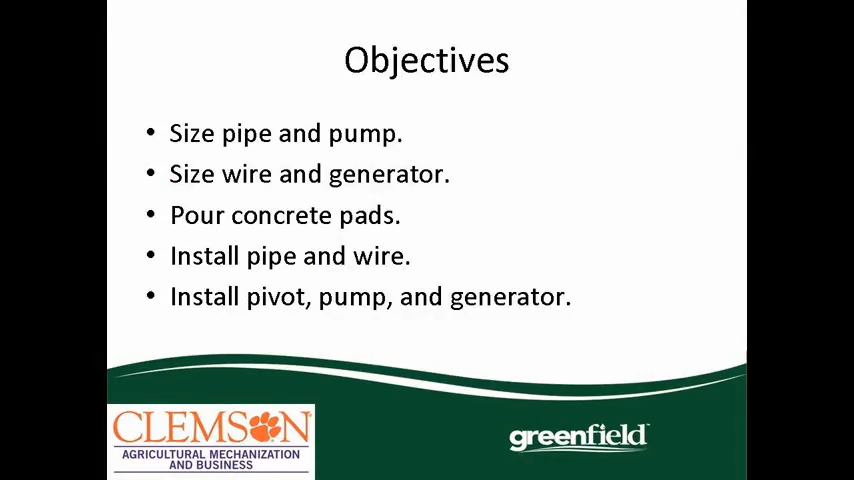 Objectives
• Size pipe and pump.
• Size wire and generator.
• Pour concrete pads.
• Install pipe and wire.
• Install pivot, pump, and generator.
CLEMSON
AGRICULTURAL MECHANIZATION
AND BUSINESS
greenfield